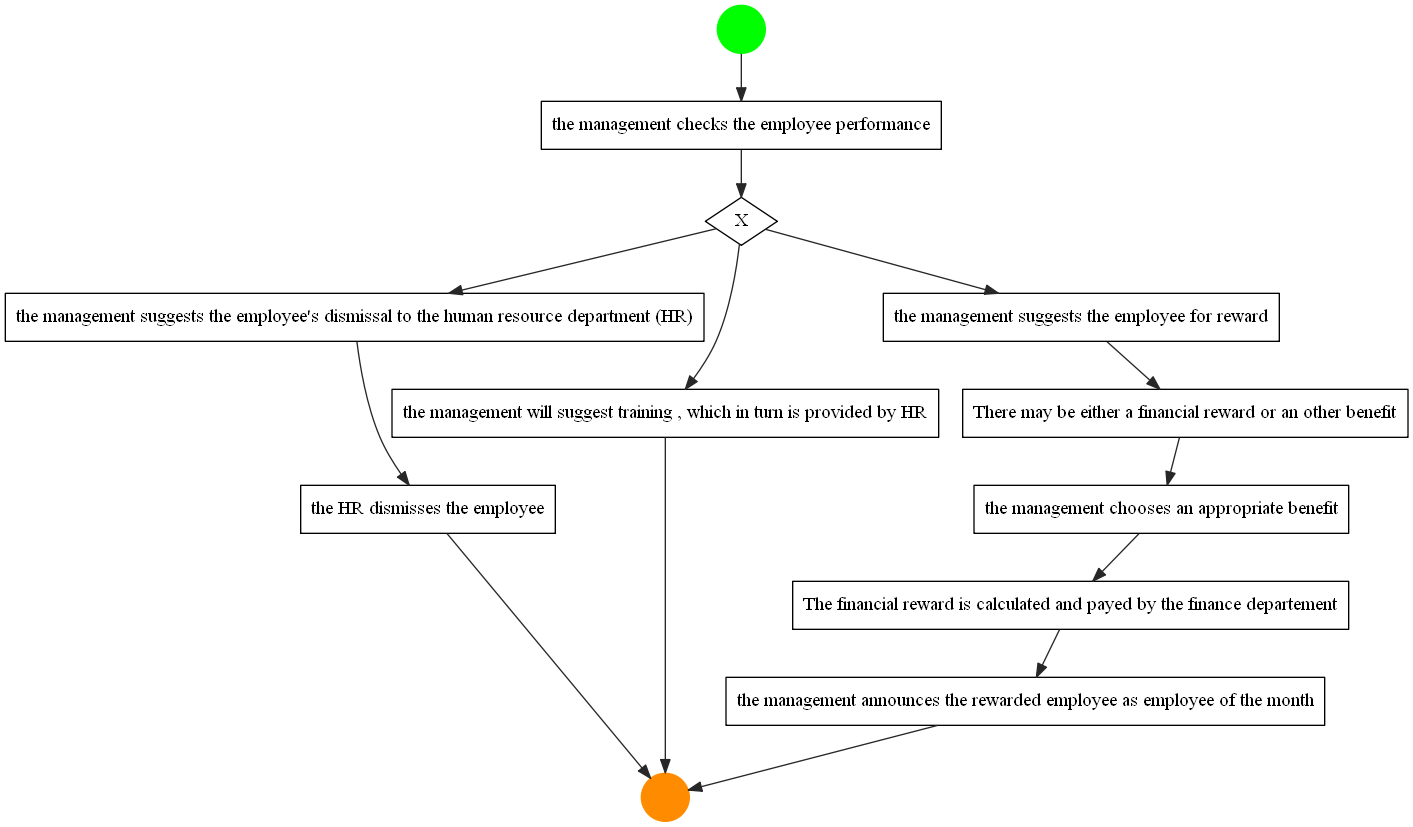 the management checks the employee performance
X
the management suggests the employee's dismissal to the human resource department (HR)
the management suggests the employee for reward
the management will suggest training , which in turn is provided by HR
There may be either a financial reward or an other benefit
the HR dismisses the employee
the management chooses an appropriate benefit
The financial reward is calculated and payed by the finance departement
the management announces the rewarded employee as employee of the month